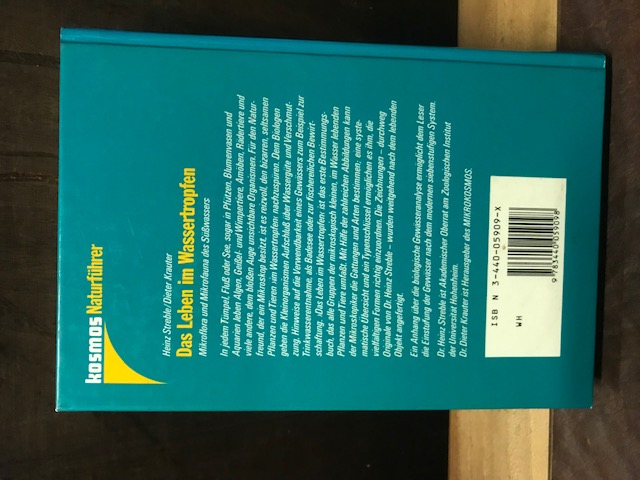 kosmos Naturführer
Heinz Streble/Dieter Krauter
Das Leben im Wassertropfen
Mikroflora und Mikrofauna des Süßwassers
In jedem Tümpel, Fluß oder See, sogar in Pfützen, Blumenvasen und
Aquarien leben Algen, Geißel- und Wimpertiere, Amöben, Rädertiere und
viele andere, dem bloßen Auge unsichtbare Organismen. Für den Natur-
freund, der ein Mikroskop besitzt, ist es reizvoll, den bizarren, seltsamen
Pflanzen und Tieren ›im Wassertropfen‹ nachzuspüren. Dem Biologen
geben die Kleinorganismen Aufschluß über Wassergüte und Verschmut-
zung, Hinweise auf die Verwendbarkeit eines Gewässers zum Beispiel zur
Trinkwasserentnahme, als Badesee oder zur fischereilichen Bewirt-
schaftung. ›Das Leben im Wassertropfen‹ ist das erste Bestimmungs-
buch, das alle Gruppen der mikroskopisch kleinen, im Wasser lebenden
Pflanzen und Tiere umfaßt. Mit Hilfe der zahlreichen Abbildungen kann
der Mikroskopiker die Gattungen und Arten bestimmen; eine syste-
matische Übersicht und ein Typenschlüssel ermöglichen es ihm, die
vielfältigen Formen richtig einzuordnen. Die Zeichnungen – durchweg
Originale von Dr. Heinz Streble – wurden weitgehend nach dem lebenden
Objekt angefertigt.
Ein Anhang über die biologische Gewässeranalyse ermöglicht dem Leser
die Einstufung der Gewässer nach dem modernen siebenstufigen System.
Dr. Heinz Streble ist Akademischer Oberrat am Zoologischen Institut
der Universität Hohenheim.
Dr. Dieter Krauter ist Herausgeber des MIKROKOSMOS.
WH
ISBN 3-440-05909-X
9 783440 059098